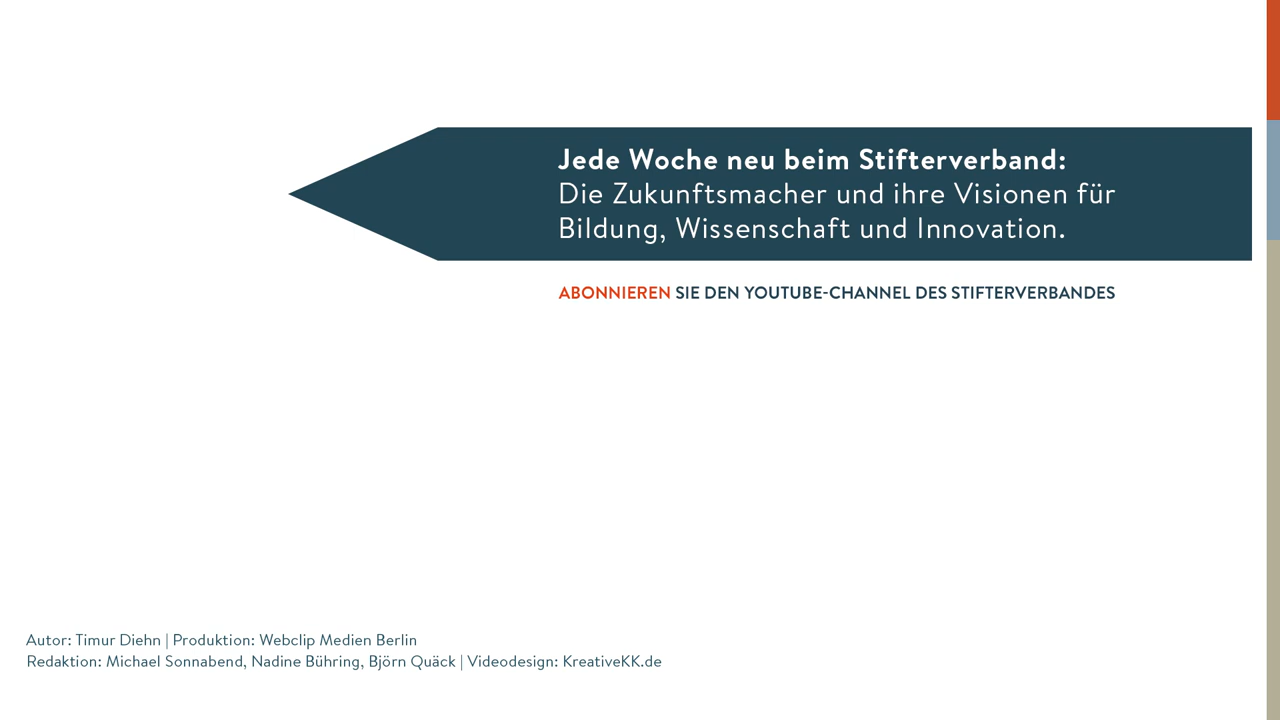 Jede Woche neu beim Stifterverband:
Die Zukunftsmacher und ihre Visionen für
Bildung, Wissenschaft und Innovation.
ABONNIEREN SIE DEN YOUTUBE-CHANNEL DES STIFTERVERBANDES
Autor: Timur Diehn | Produktion: Webclip Medien Berlin
Redaktion: Michael Sonnabend, Nadine Bühring, Björn Quäck | Videodesign: KreativeKK.de